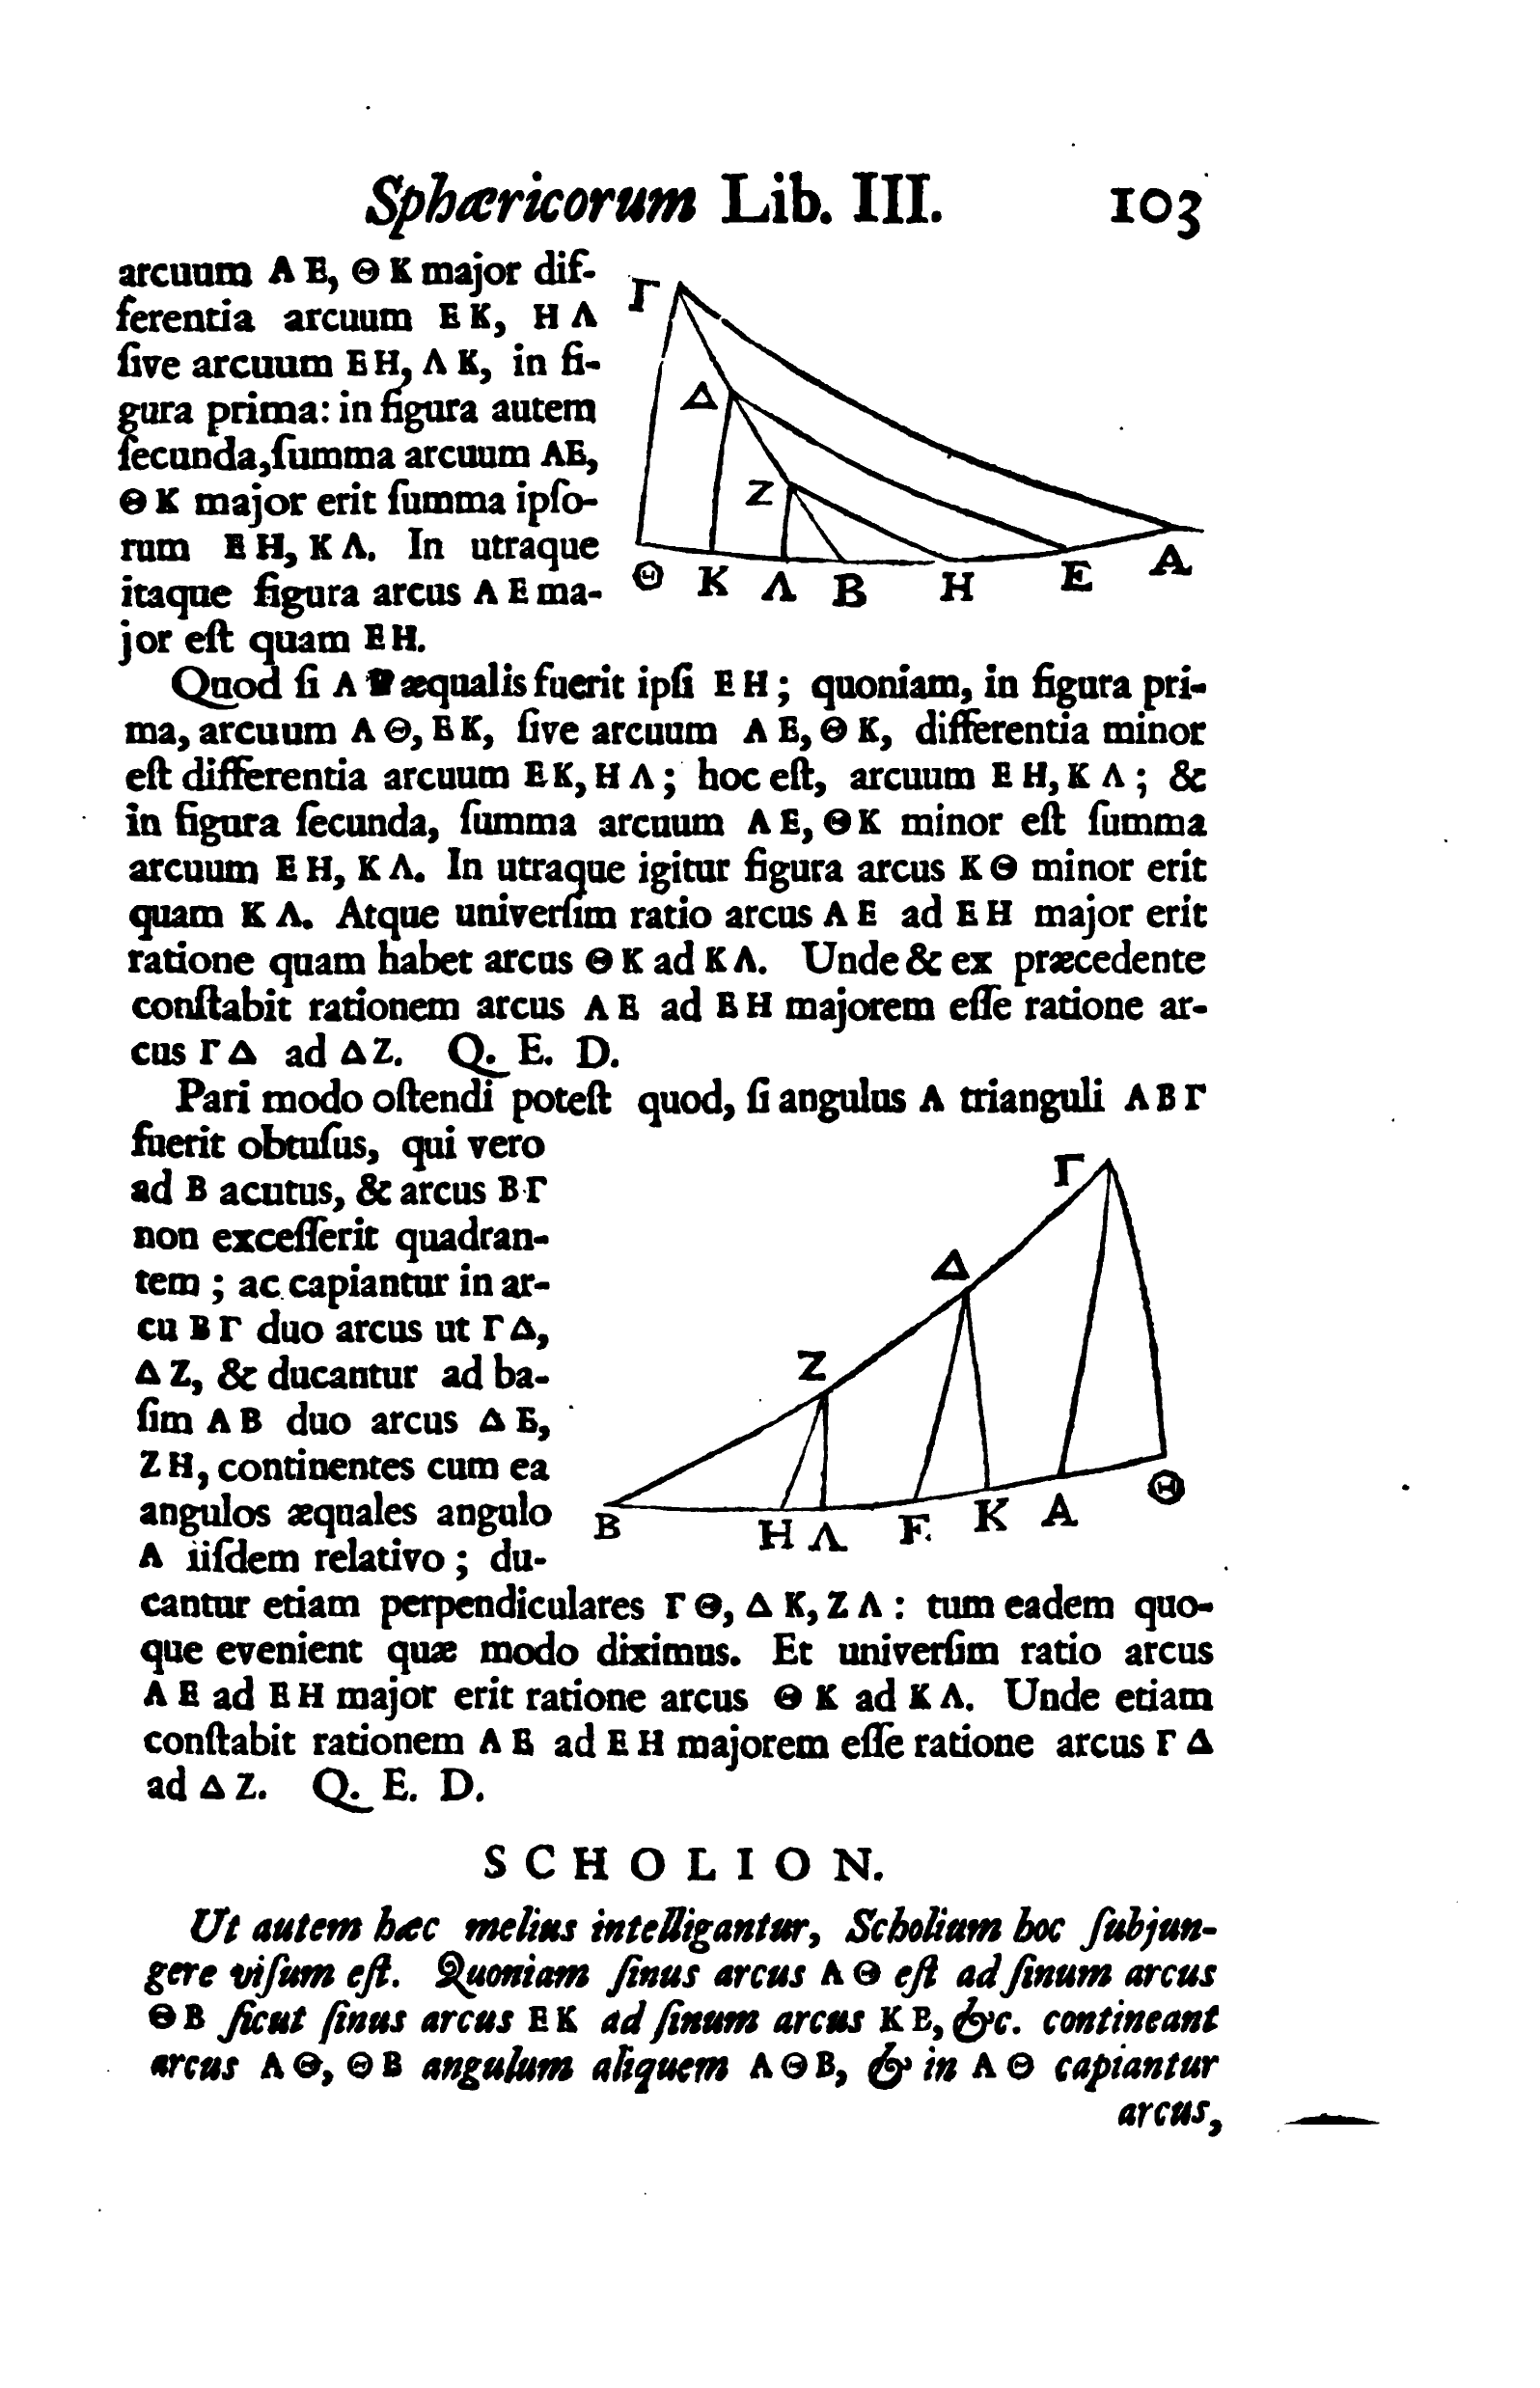 Sphæricorum Lib. III. 103
arcuum Α Ε, Θ Κ major dif-
ferentia arcuum Ε Κ, Η Λ
ſive arcuum Ε Η, Λ Κ, in fi-
gura prima: in figura autem
ſecunda, ſumma arcuum ΑΕ,
Θ Κ major erit ſumma ipſo-
rum Ε Η, Κ Λ. In utraque
itaque figura arcus Α Ε ma-
jor eſt quam Ε Η.
Γ
Δ
Ζ
Θ Κ Λ Β Η Ε Α
Quod ſi Α æqualis fuerit ipſi Ε Η; quoniam, in figura pri-
ma, arcuum Α Θ, Ε Κ, ſive arcuum Α Ε, Θ Κ, differentia minor
eſt differentia arcuum Ε Κ, Η Λ; hoc eſt, arcuum Ε Η, Κ Λ; &
in figura ſecunda, ſumma arcuum Α Ε, Θ Κ minor eſt ſumma
arcuum Ε Η, Κ Λ. In utraque igitur figura arcus Κ Θ minor erit
quam Κ Λ. Atque univerſim ratio arcus Α Ε ad Ε Η major erit
ratione quam habet arcus Θ Κ ad Κ Λ. Unde & ex præcedente
conſtabit rationem arcus Α Ε ad Ε Η majorem eſſe ratione ar-
cus Γ Δ ad Δ Ζ. Q. E. D.
Pari modo oſtendi poteſt quod, ſi angulus Α trianguli Α Β Γ
fuerit obtuſus, qui vero
ad Β acutus, & arcus Β Γ
non exceſſerit quadran-
tem; ac capiantur in ar-
cu Β Γ duo arcus ut Γ Δ,
Δ Ζ, & ducantur ad ba-
ſim Α Β duo arcus Δ Ε,
Ζ Η, continentes cum ea
angulos æquales angulo
Α iiſdem relativo; du-
Γ
Δ
Ζ
Β Η Λ Ε Κ Α Θ
cantur etiam perpendiculares Γ Θ, Δ Κ, Ζ Λ: tum eadem quo-
que evenient quæ modo diximus. Et univerſim ratio arcus
Α Ε ad Ε Η major erit ratione arcus Θ Κ ad Κ Λ. Unde etiam
conſtabit rationem Α Ε ad Ε Η majorem eſſe ratione arcus Γ Δ
ad Δ Ζ. Q. E. D.
SCHOLION.
Ut autem hæc melius intelligantur, Scholium hoc ſubjun-
gere viſum eſt. Quoniam ſinus arcus Α Θ eſt ad ſinum arcus
Θ Β ſicut ſinus arcus Ε Κ ad ſinum arcus Κ Β, &c. contineant
arcus Α Θ, Θ Β angulum aliquem Α Θ Β, & in Α Θ capiantur
arcus,